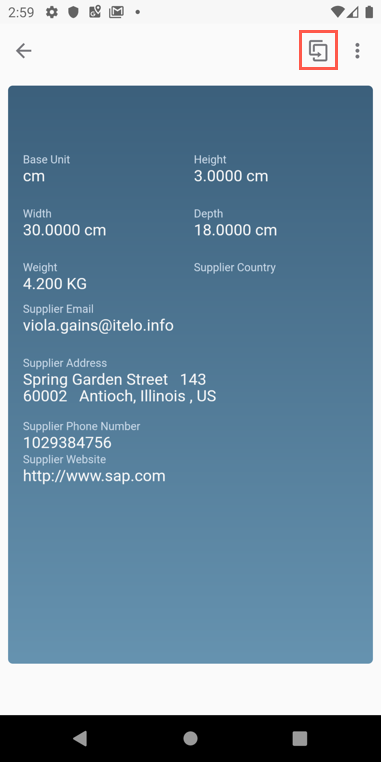 2:59
Base Unit Height
cm 3.0000 cm
Width Depth
30.0000 cm 18.0000 cm
Weight Supplier Country
4.200 KG
Supplier Email
viola.gains@itelo.info
Supplier Address
Spring Garden Street 143
60002 Antioch, Illinois , US
Supplier Phone Number
1029384756
Supplier Website
http://www.sap.com